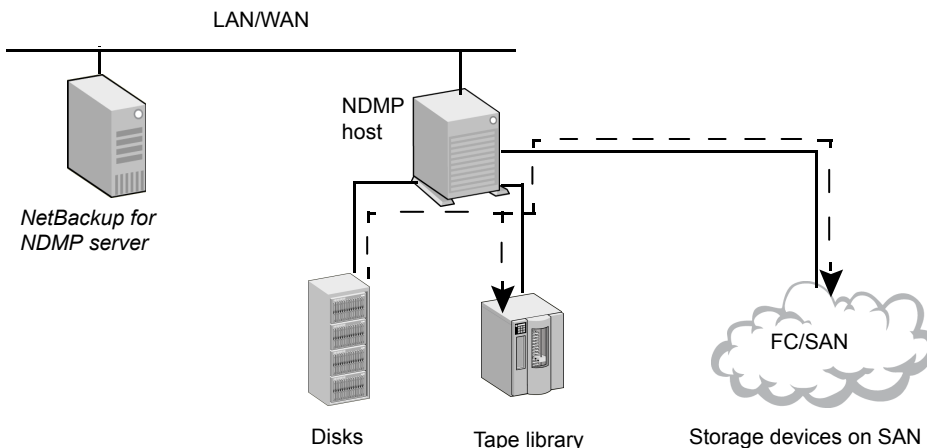 LAN/WAN
NDMP
host
NetBackup for
NDMP server
FC/SAN
Disks
Tape library
Storage devices on SAN